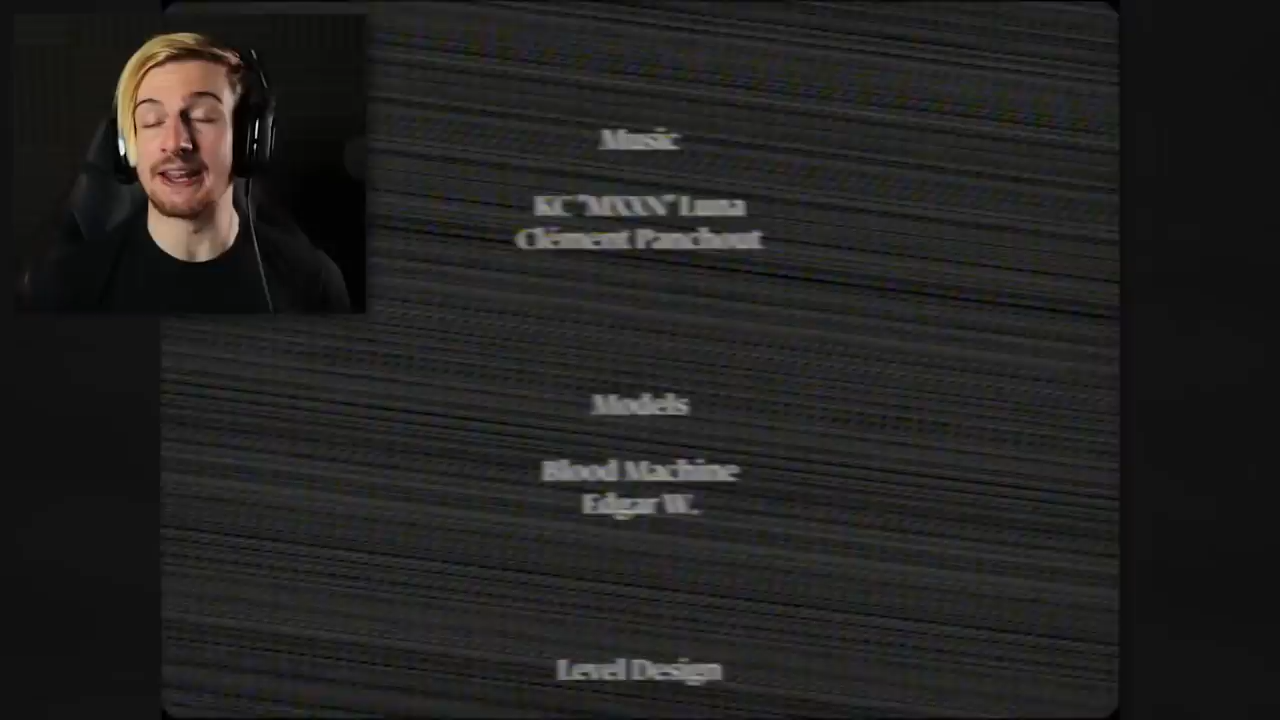 Music
KC "MXXN" Luna
Clément Panchout
Models
Blood Machine
Edgar W.
Level Design